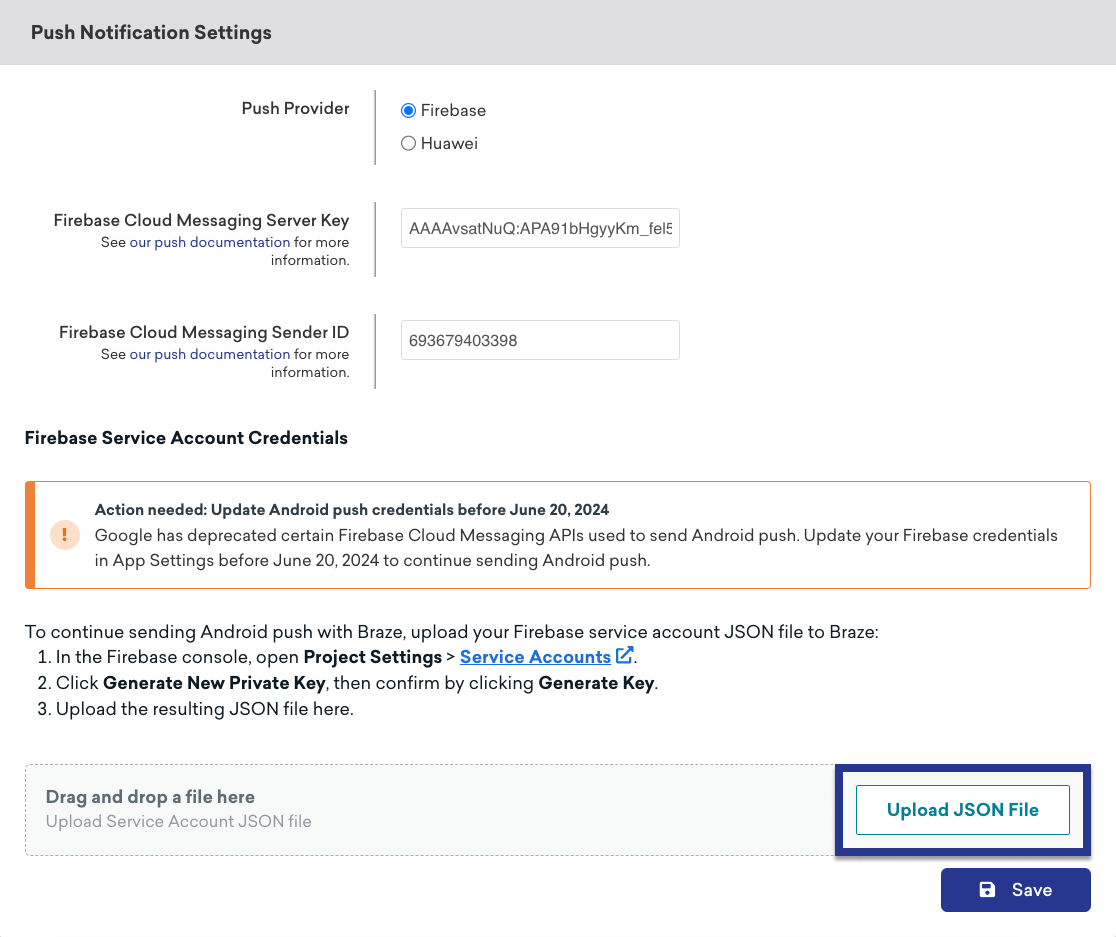 Push Notification Settings
Push Provider
Firebase
Huawei
Firebase Cloud Messaging Server Key
See our push documentation for more
information.
AAAAvsatNuQ:APA91bHgyyKm_fel5
Firebase Cloud Messaging Sender ID
See our push documentation for more
information.
693679403398
Firebase Service Account Credentials
!
Action needed: Update Android push credentials before June 20, 2024
Google has deprecated certain Firebase Cloud Messaging APIs used to send Android push. Update your Firebase credentials
in App Settings before June 20, 2024 to continue sending Android push.
To continue sending Android push with Braze, upload your Firebase service account JSON file to Braze:
1. In the Firebase console, open Project Settings > Service Accounts.
2. Click Generate New Private Key, then confirm by clicking Generate Key.
3. Upload the resulting JSON file here.
Drag and drop a file here
Upload Service Account JSON file
Upload JSON File
Save